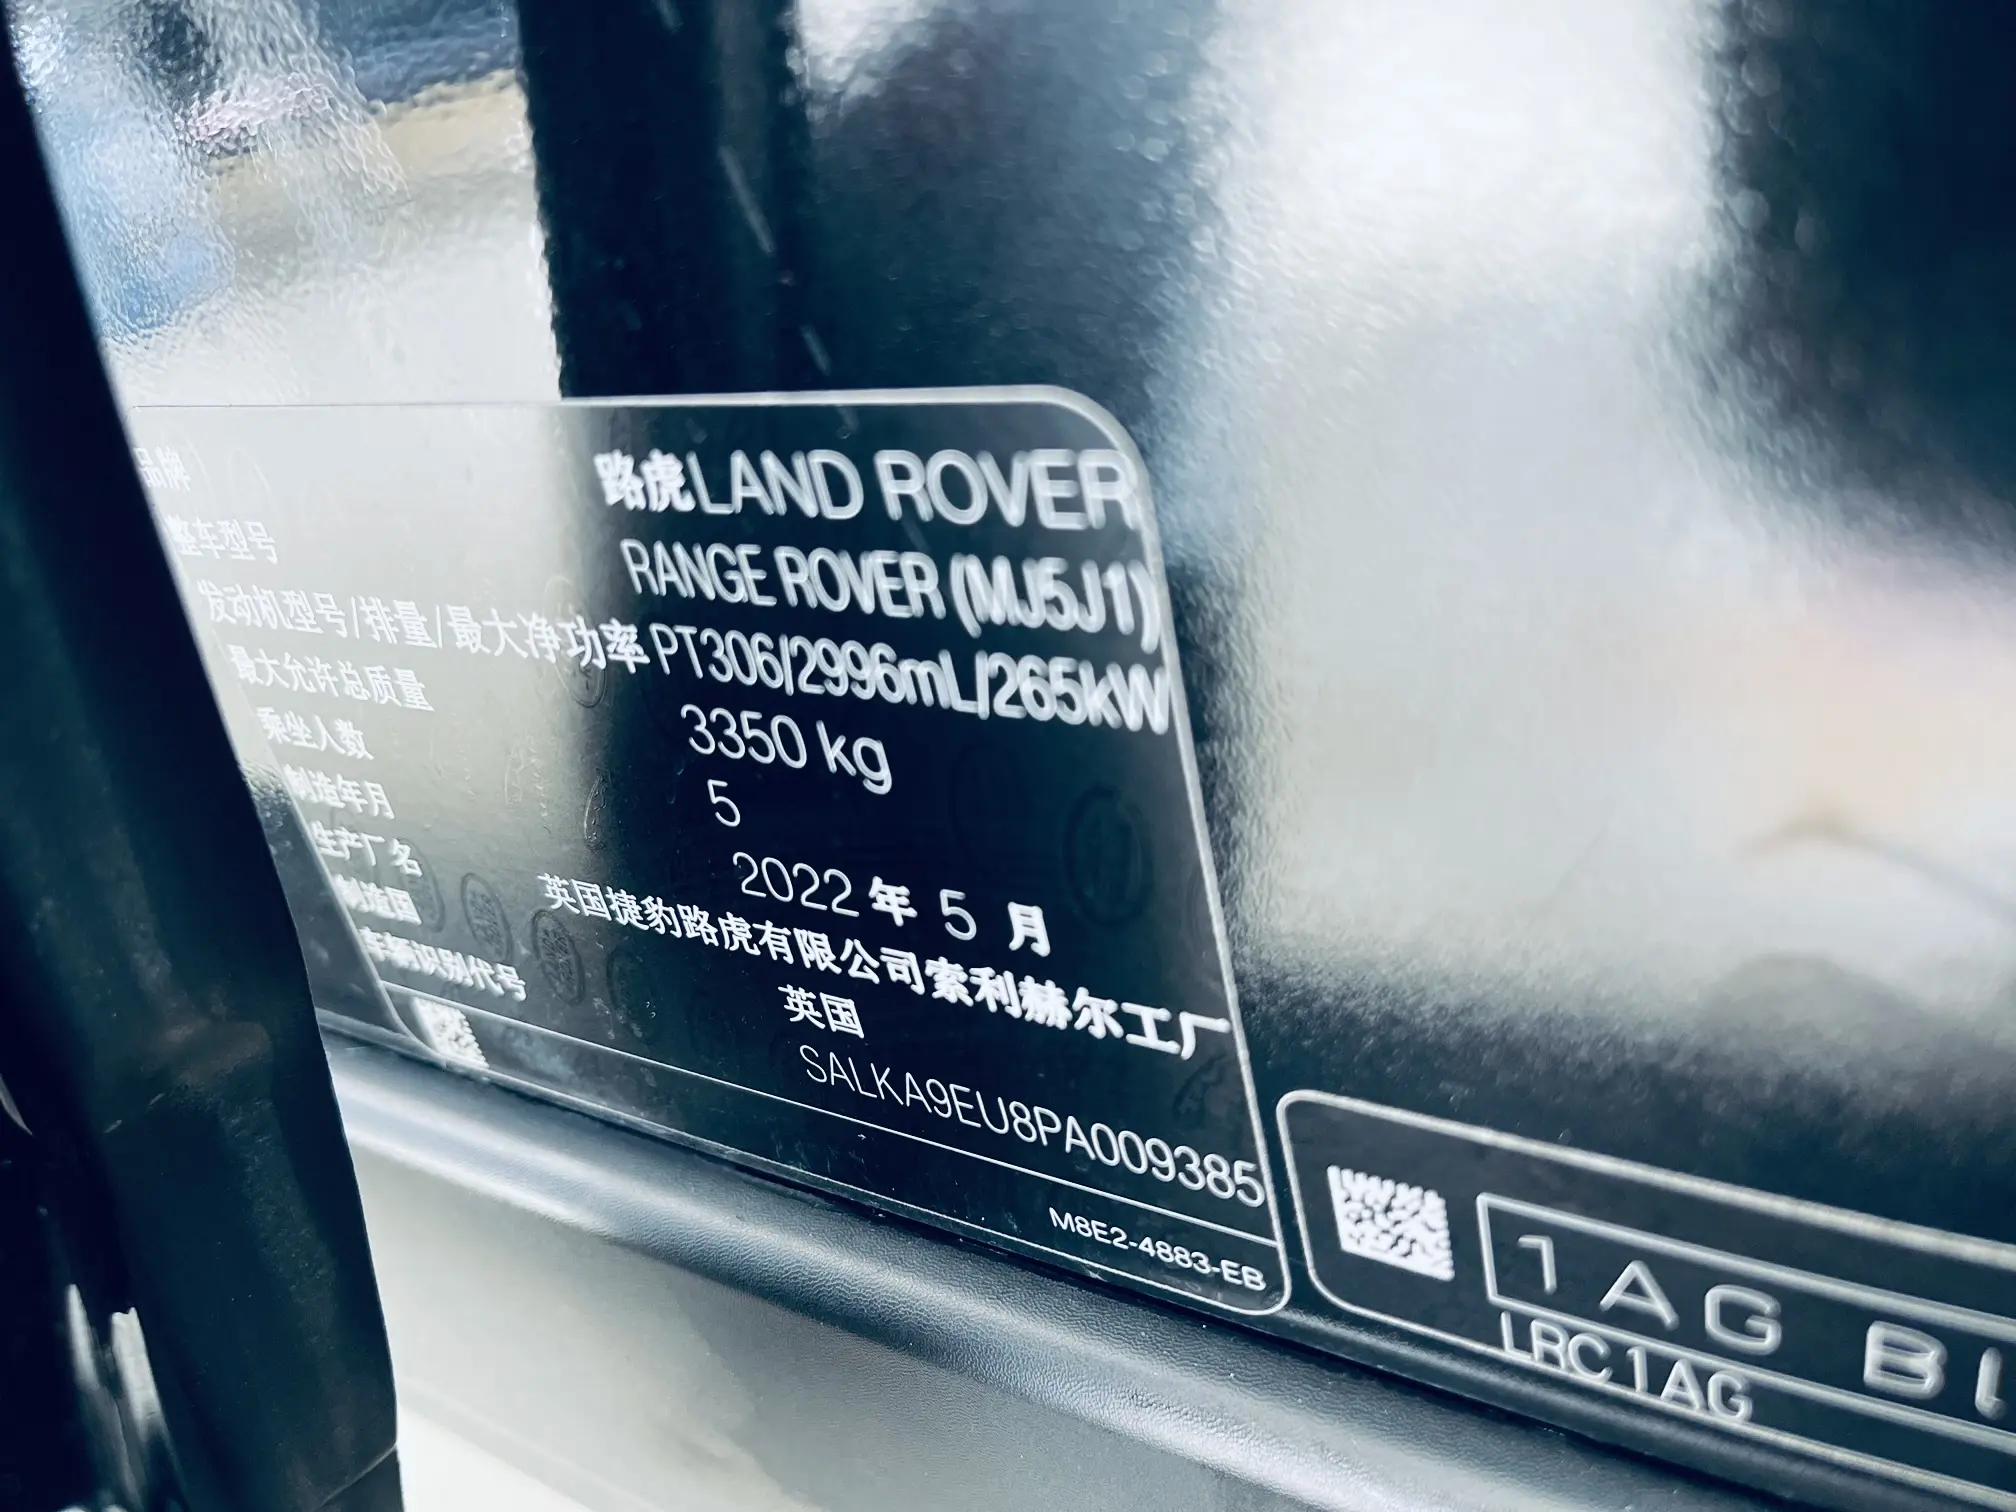 品牌 路虎LAND ROVER
整车型号 RANGE ROVER (MJ5J1)
发动机型号/排量/最大净功率 PT306/2996mL/265kW
最大允许总质量 3350 kg
乘坐人数 5
制造年月 2022 年 5 月
生产厂名 英国捷豹路虎有限公司索利赫尔工厂
制造国 英国
车辆识别代号 SALKA9EU8PA009385
M8E2-4883-EB
1AG
LRC1AG